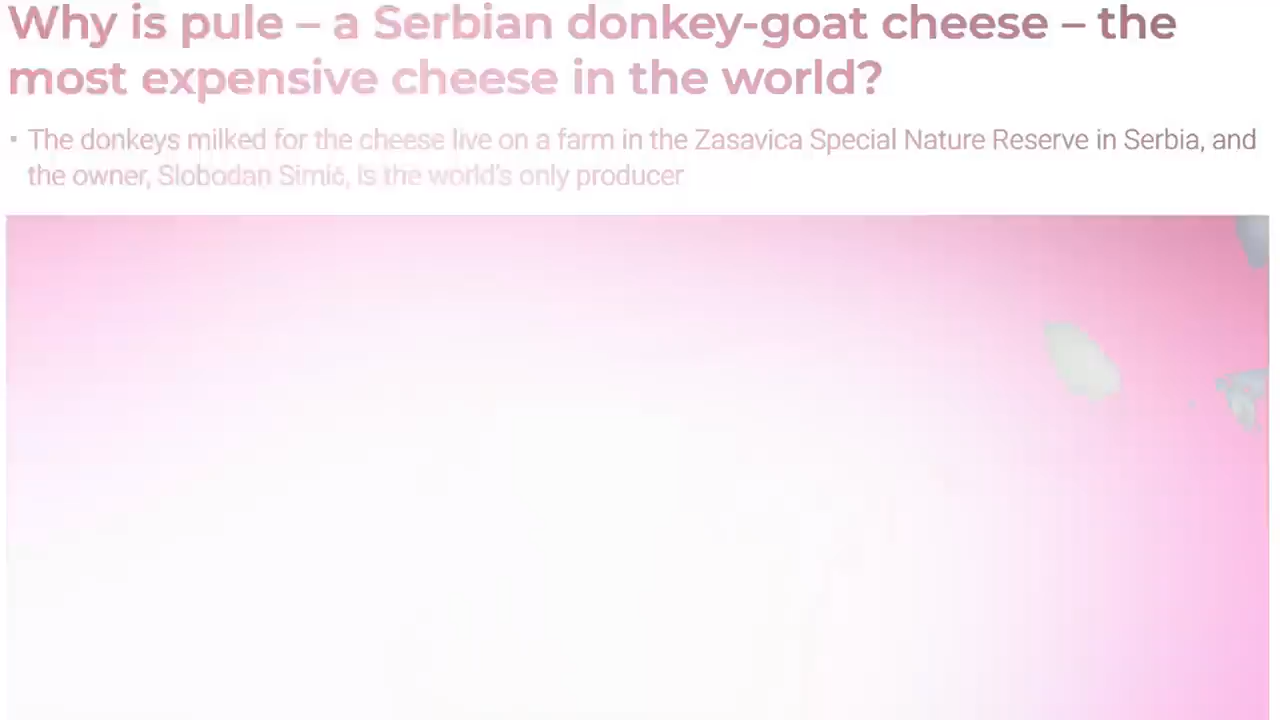 Why is pule – a Serbian donkey-goat cheese – the
most expensive cheese in the world?
• The donkeys milked for the cheese live on a farm in the Zasavica Special Nature Reserve in Serbia, and
the owner, Slobodan Simić, is the world's only producer